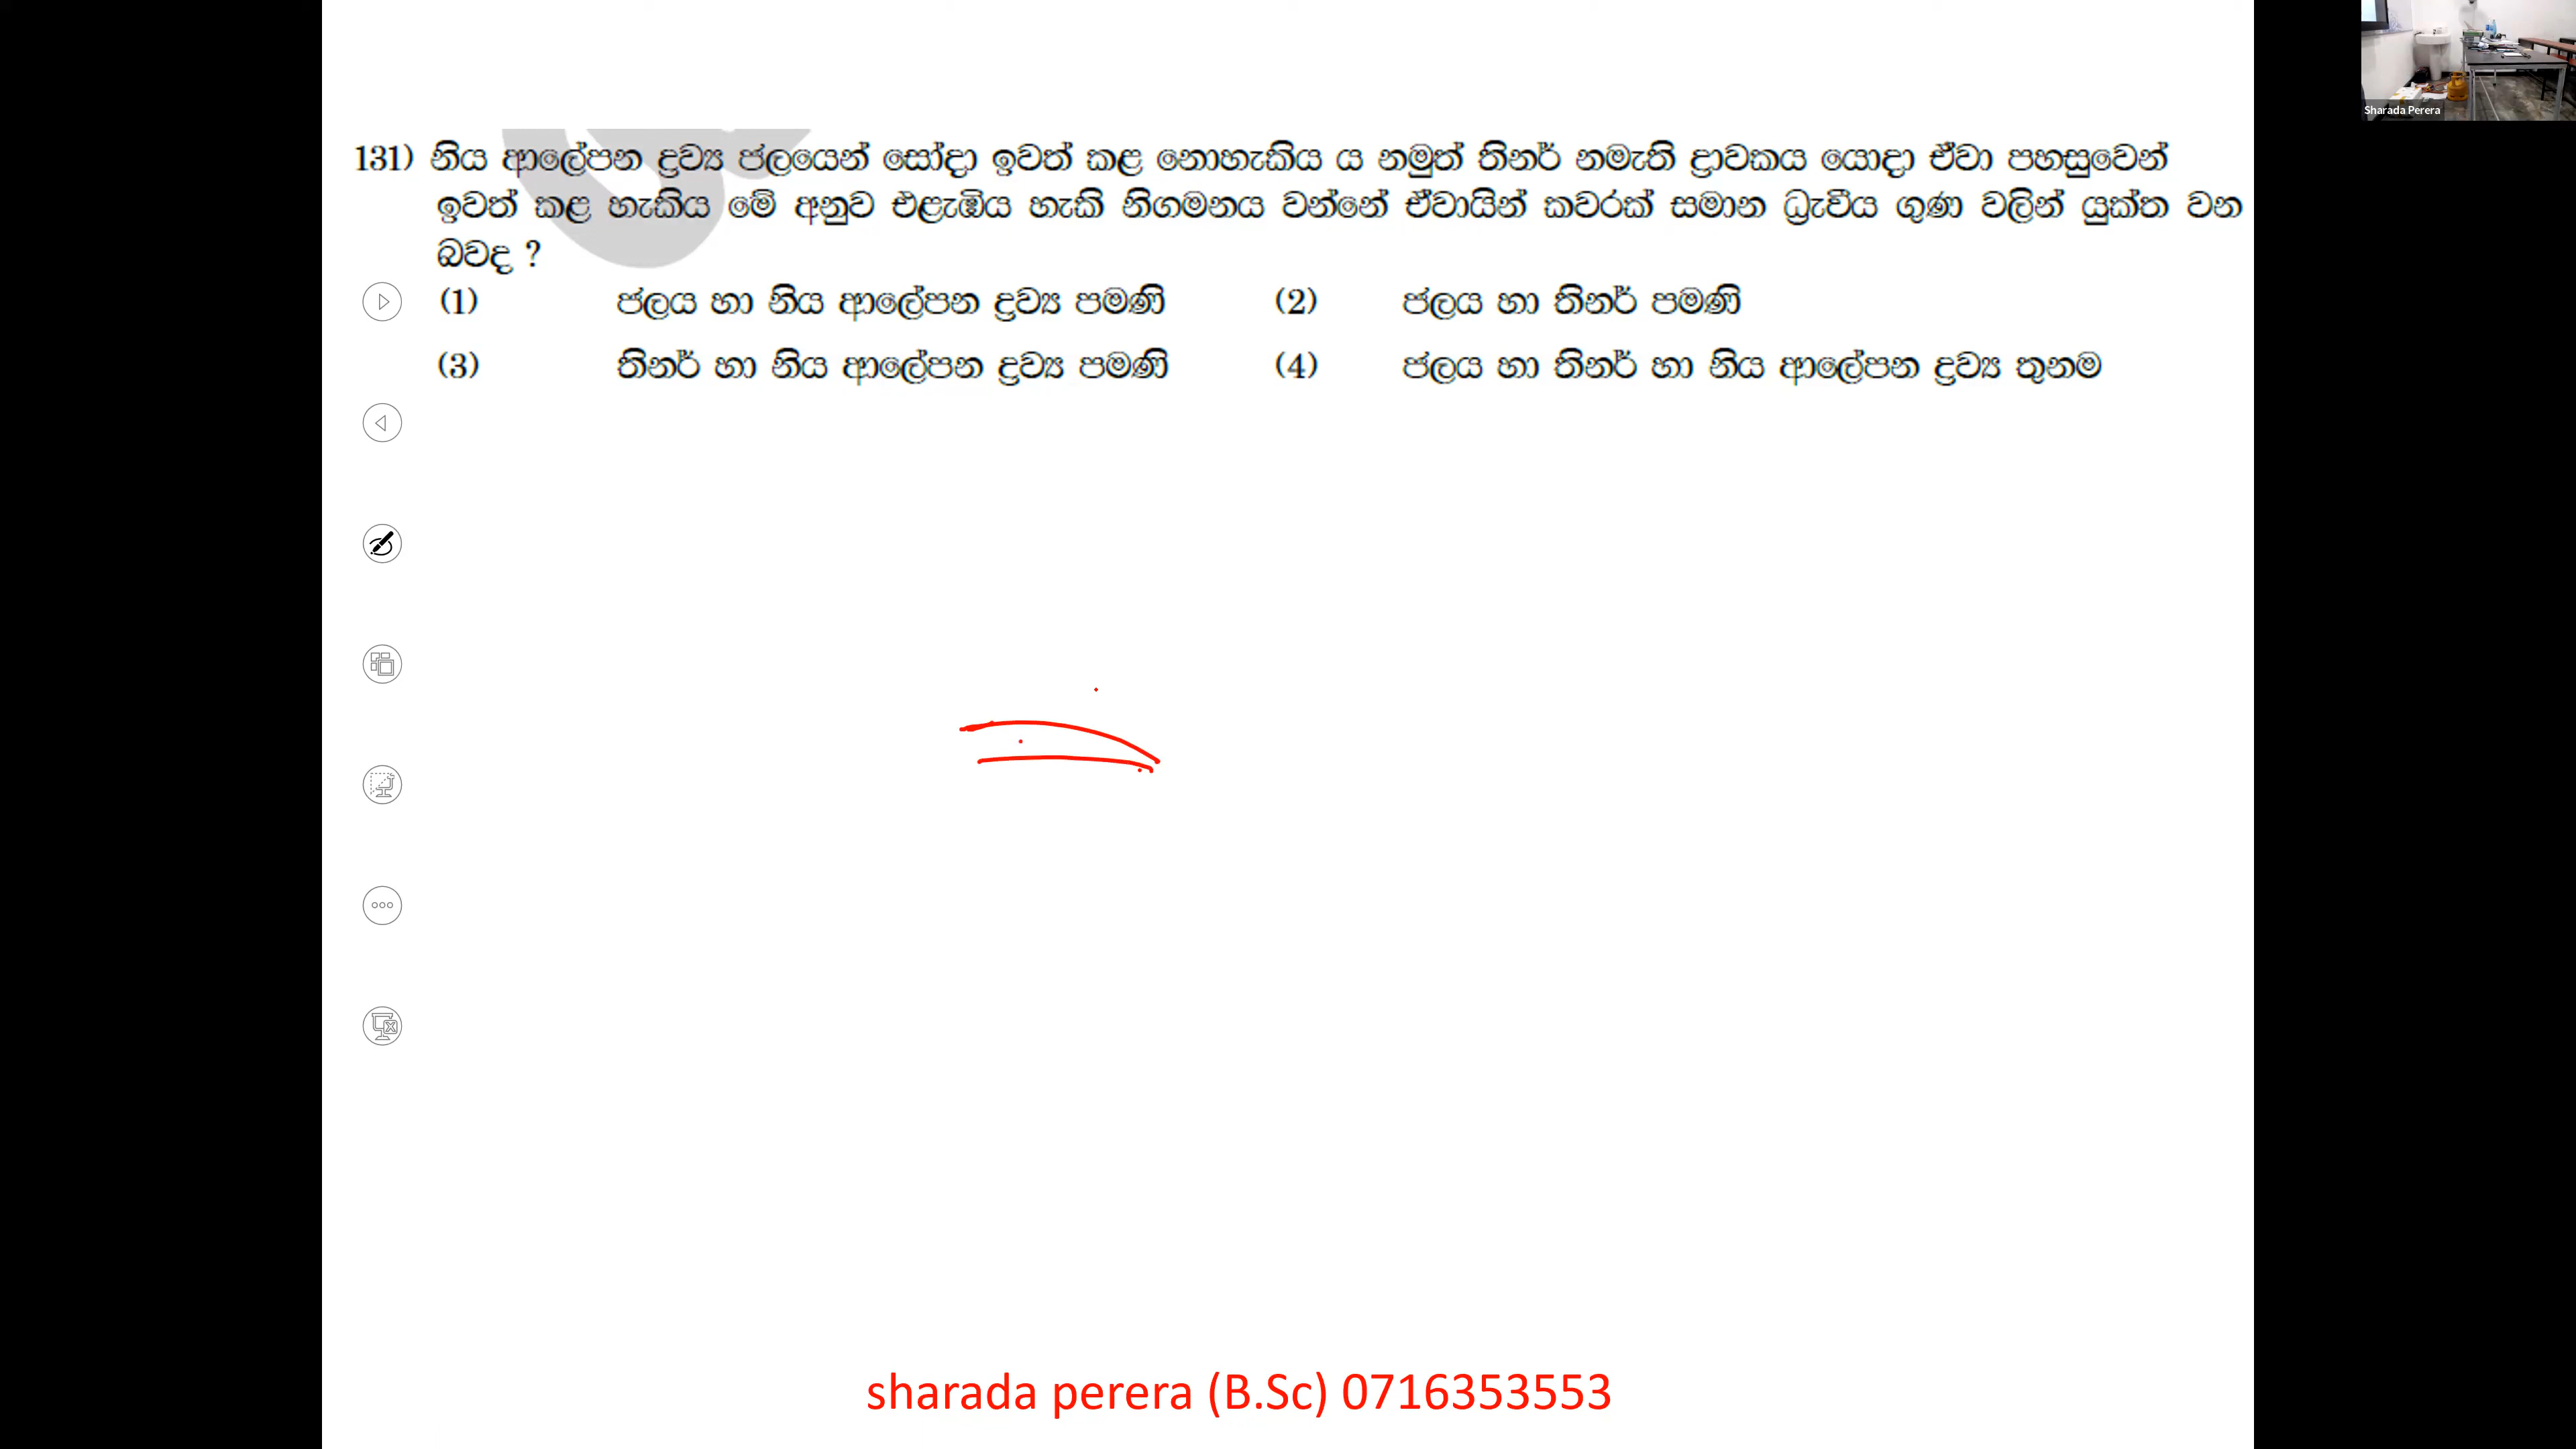 Sharada Perera
131) නිය ආලේපන ද්‍රව්‍ය ජලයෙන් සෝදා ඉවත් කළ නොහැකිය ය නමුත් තිනර් නමැති ද්‍රාවකය යොදා ඒවා පහසුවෙන්
ඉවත් කළ හැකිය මේ අනුව එළැඹිය හැකි නිගමනය වන්නේ ඒවායින් කවරක් සමාන ධ්‍රැවීය ගුණ වලින් යුක්ත වන
බවද ?
(1) ජලය හා නිය ආලේපන ද්‍රව්‍ය පමණි (2) ජලය හා තිනර් පමණි
(3) තිනර් හා නිය ආලේපන ද්‍රව්‍ය පමණි (4) ජලය හා තිනර් හා නිය ආලේපන ද්‍රව්‍ය තුනම
sharada perera (B.Sc) 0716353553